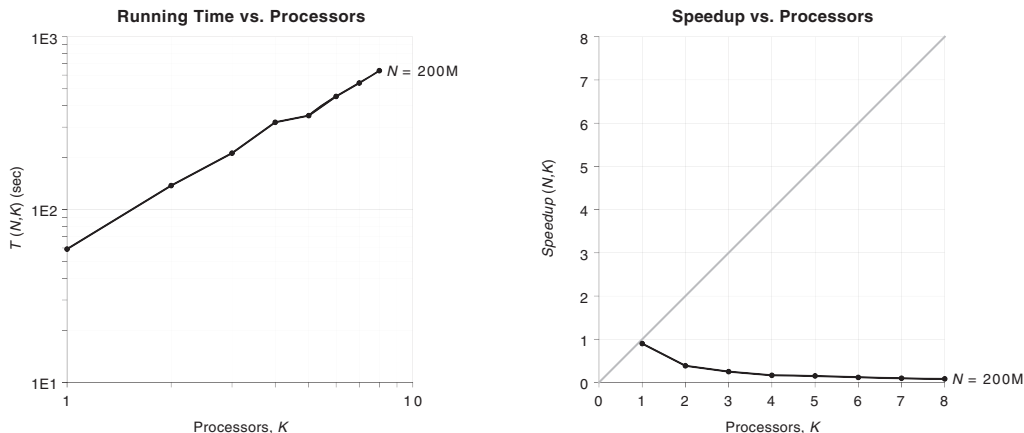 Running Time vs. Processors
1E3
1E2
1E1
T (N,K) (sec)
N = 200M
1
10
Processors, K
Speedup vs. Processors
8
7
6
5
4
3
2
1
0
Speedup (N,K)
N = 200M
0 1 2 3 4 5 6 7 8
Processors, K